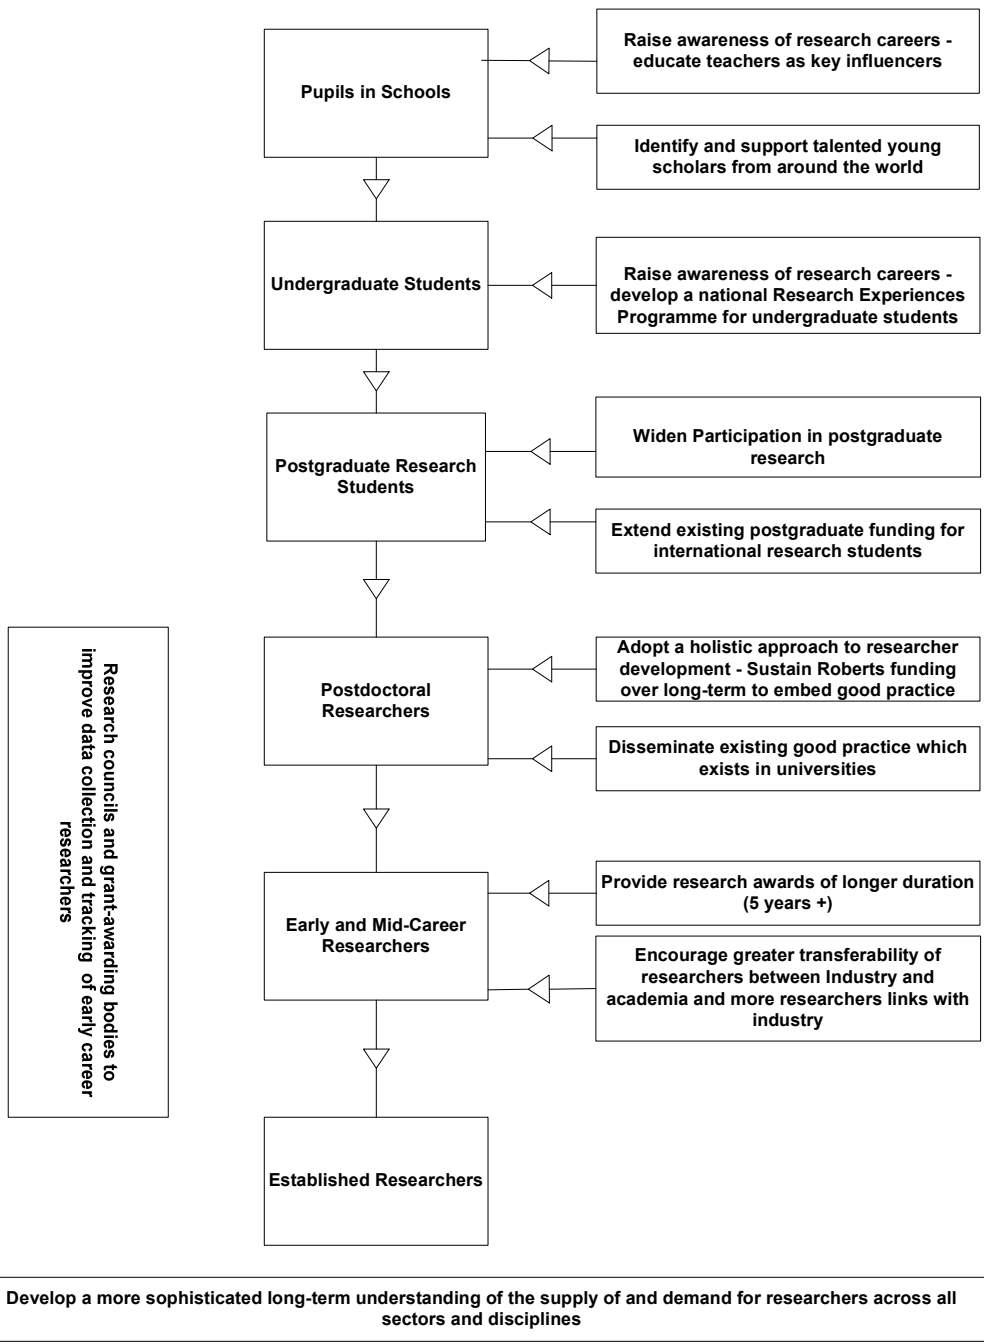 Raise awareness of research careers -
educate teachers as key influencers
Pupils in Schools
Identify and support talented young
scholars from around the world
Undergraduate Students
Raise awareness of research careers -
develop a national Research Experiences
Programme for undergraduate students
Widen Participation in postgraduate
research
Postgraduate Research
Students
Extend existing postgraduate funding for
international research students
Adopt a holistic approach to researcher
development - Sustain Roberts funding
over long-term to embed good practice
Postdoctoral
Researchers
Disseminate existing good practice which
exists in universities
Research councils and grant-awarding bodies to
improve data collection and tracking of early career
researchers
Provide research awards of longer duration
(5 years +)
Early and Mid-Career
Researchers
Encourage greater transferability of
researchers between Industry and
academia and more researchers links with
industry
Established Researchers
Develop a more sophisticated long-term understanding of the supply of and demand for researchers across all
sectors and disciplines